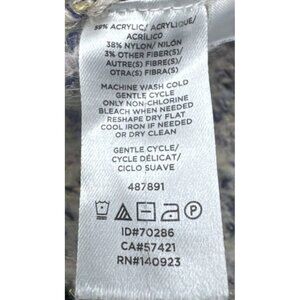 59% ACRYLIC/ ACRYLIQUE/
ACRÍLICO
38% NYLON/ NILÓN
3% OTHER FIBER(S)/
AUTRE(S) FIBRE(S)/
OTRA(S) FIBRA(S)
MACHINE WASH COLD
GENTLE CYCLE
ONLY NON-CHLORINE
BLEACH WHEN NEEDED
RESHAPE DRY FLAT
COOL IRON IF NEEDED
OR DRY CLEAN
GENTLE CYCLE/
CYCLE DÉLICAT/
CICLO SUAVE
487891
P
ID#70286
CA#57421
RN#140923